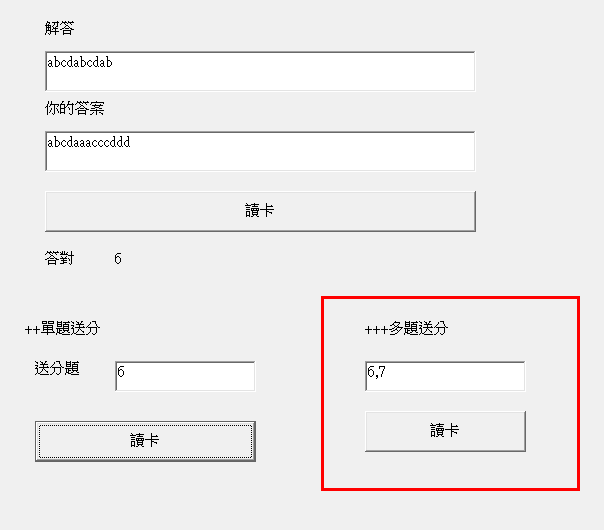 解答
abcdabcdab
你的答案
abcdaaacccddd
讀卡
答對 6
++單題送分
送分題 6
讀卡
+++多題送分
6,7
讀卡